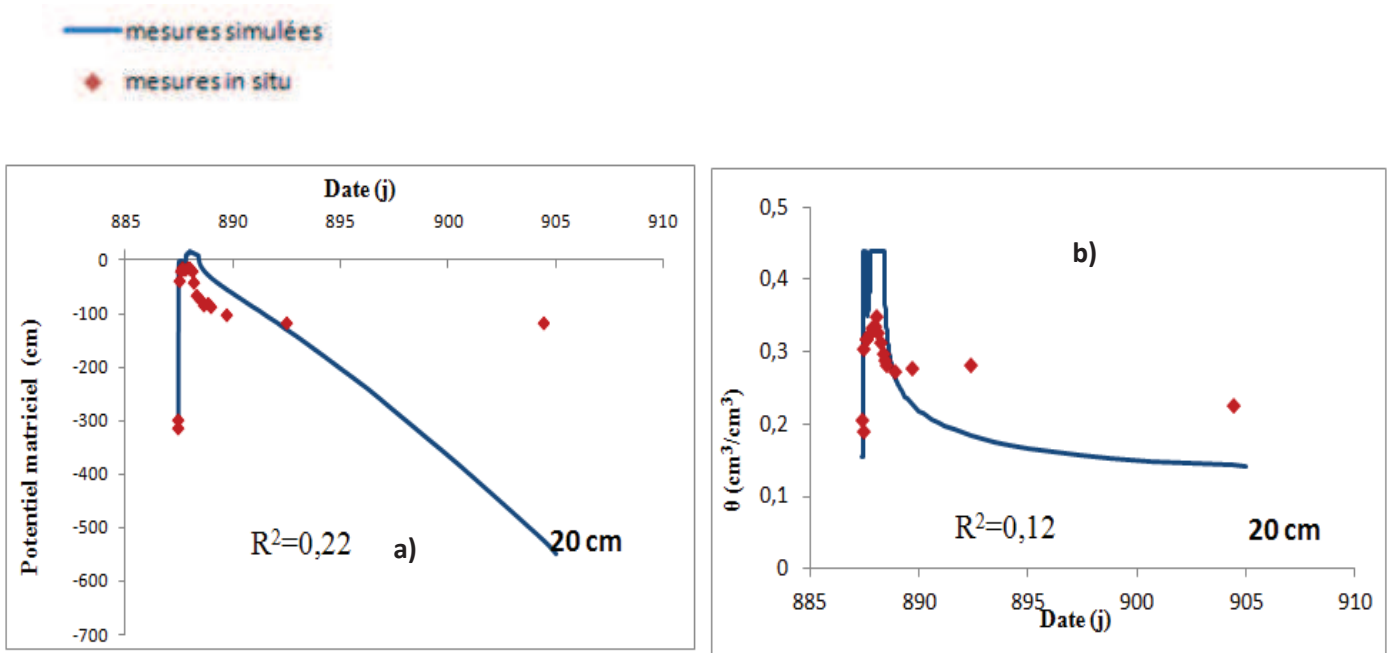 mesures simulées
mesures in situ
Date (j)
885 890 895 900 905 910
0
-100
-200
-300
-400
-500
-600
-700
Potentiel matriciel (cm)
R²=0,22
a)
20 cm
0,5
0,4
0,3
0,2
0,1
0
θ (cm³/cm³)
b)
R²=0,12
20 cm
885 890 895 900 905 910
Date (j)